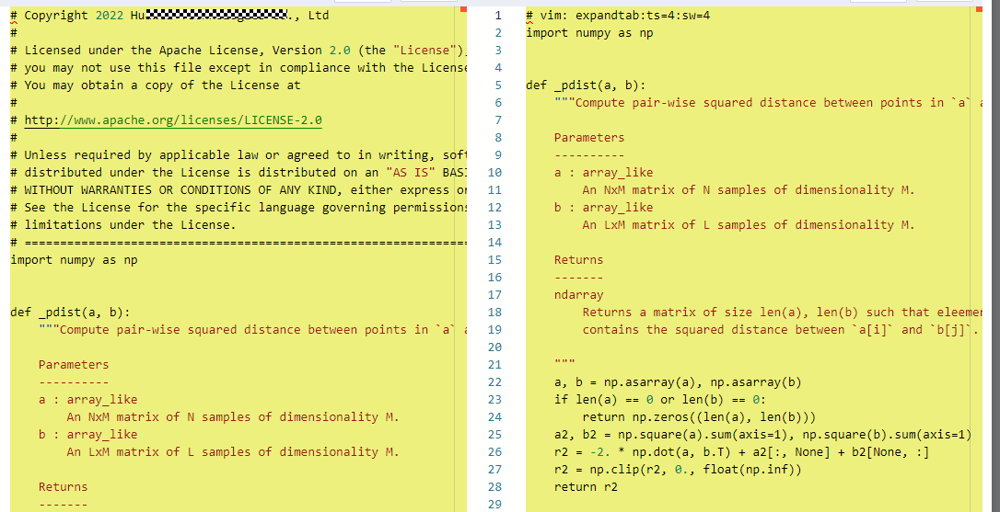 # Copyright 2022 Hu ., Ltd
#
# Licensed under the Apache License, Version 2.0 (the "License");
# you may not use this file except in compliance with the License
# You may obtain a copy of the License at
#
# http://www.apache.org/licenses/LICENSE-2.0
#
# Unless required by applicable law or agreed to in writing, sof
# distributed under the License is distributed on an "AS IS" BASI
# WITHOUT WARRANTIES OR CONDITIONS OF ANY KIND, either express or
# See the License for the specific language governing permissions
# limitations under the License.
# ===============================================================
import numpy as np
def _pdist(a, b):
"""Compute pair-wise squared distance between points in `a` a
Parameters
----------
a : array_like
An NxM matrix of N samples of dimensionality M.
b : array_like
An LxM matrix of L samples of dimensionality M.
Returns
-------
1 # vim: expandtab:ts=4:sw=4
2 import numpy as np
3
4
5 def _pdist(a, b):
6 """Compute pair-wise squared distance between points in `a` a
7
8 Parameters
9 ----------
10 a : array_like
11 An NxM matrix of N samples of dimensionality M.
12 b : array_like
13 An LxM matrix of L samples of dimensionality M.
14
15 Returns
16 -------
17 ndarray
18 Returns a matrix of size len(a), len(b) such that eleemen
19 contains the squared distance between `a[i]` and `b[j]`.
20
21 """
22 a, b = np.asarray(a), np.asarray(b)
23 if len(a) == 0 or len(b) == 0:
24 return np.zeros((len(a), len(b)))
25 a2, b2 = np.square(a).sum(axis=1), np.square(b).sum(axis=1)
26 r2 = -2. * np.dot(a, b.T) + a2[:, None] + b2[None, :]
27 r2 = np.clip(r2, 0., float(np.inf))
28 return r2
29